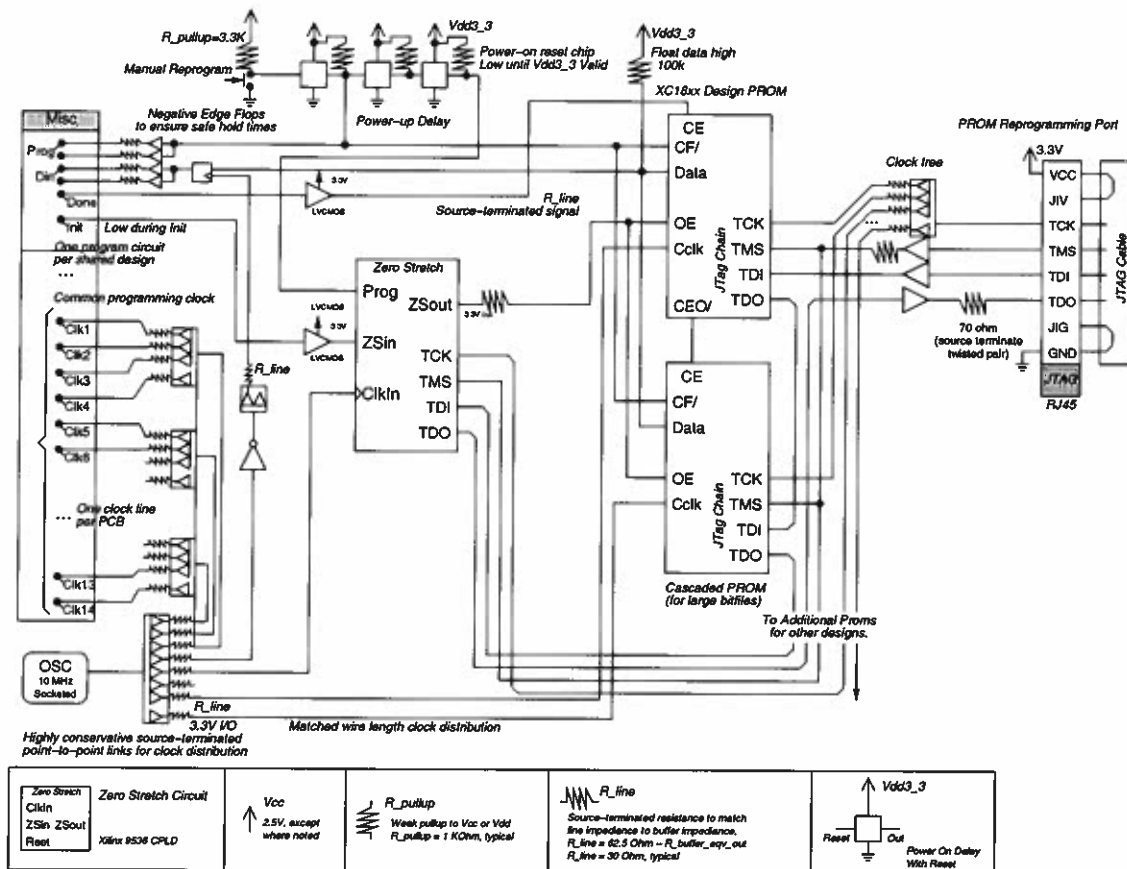 R_pullup=3.3K
Manual Reprogram
Vdd3_3
Power-on reset chip
Low until Vdd3_3 Valid
Power-up Delay
Vdd3_3
Float data high
100k
XC18xx Design PROM
Negative Edge Flops
to ensure safe hold times
Misc
Prog
Din
Done
Init
Low during Init
One program circuit
per shared design
...
Common programming clock
Clk1
Clk2
Clk3
Clk4
Clk5
Clk6
... One clock line
per PCB
Clk13
Clk14
OSC
10 MHz
Socketed
R_line
3.3V I/O
Matched wire length clock distribution
Highly conservative source-terminated
point-to-point links for clock distribution
R_line
3.3V
LVCMOS
LVCMOS
3.3V
LVCMOS
Zero Stretch
Prog
ZSout
ZSin
TCK
TMS
ClkIn
TDI
TDO
3.3V
R_line
Source-terminated signal
CE
CF/
Data
OE
Cclk
CEO/
TCK
TMS
TDI
TDO
JTag Chain
CE
CF/
Data
OE
Cclk
TCK
TMS
TDI
TDO
JTag Chain
Cascaded PROM
(for large bitfiles)
To Additional Proms
for other designs.
Clock tree
...
PROM Reprogramming Port
3.3V
VCC
JIV
TCK
TMS
TDI
TDO
JIG
GND
JTAG
RJ45
JTAG Cable
70 ohm
(source terminate
twisted pair)
Zero Stretch
ClkIn
ZSin ZSout
Reset
Zero Stretch Circuit
Xilinx 9536 CPLD
Vcc
2.5V, except
where noted
R_pullup
Weak pullup to Vcc or Vdd
R_pullup = 1 KOhm, typical
R_line
Source-terminated resistance to match
line impedance to buffer impedance,
R_line = 62.5 Ohm - R_buffer_eqv_out
R_line = 30 Ohm, typical
Vdd3_3
Reset
Out
Power On Delay
With Reset